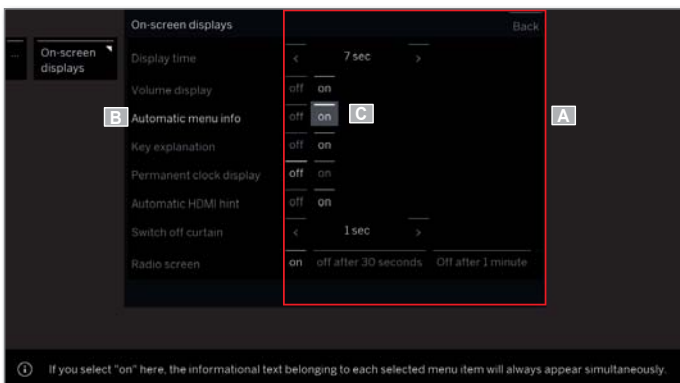 On-screen displays Back
... On-screen displays
Display time < 7 sec >
Volume display off on
B Automatic menu info off on C A
Key explanation off on
Permanent clock display off on
Automatic HDMI hint off on
Switch off curtain < 1 sec >
Radio screen on off after 30 seconds Off after 1 minute
i If you select "on" here, the informational text belonging to each selected menu item will always appear simultaneously.